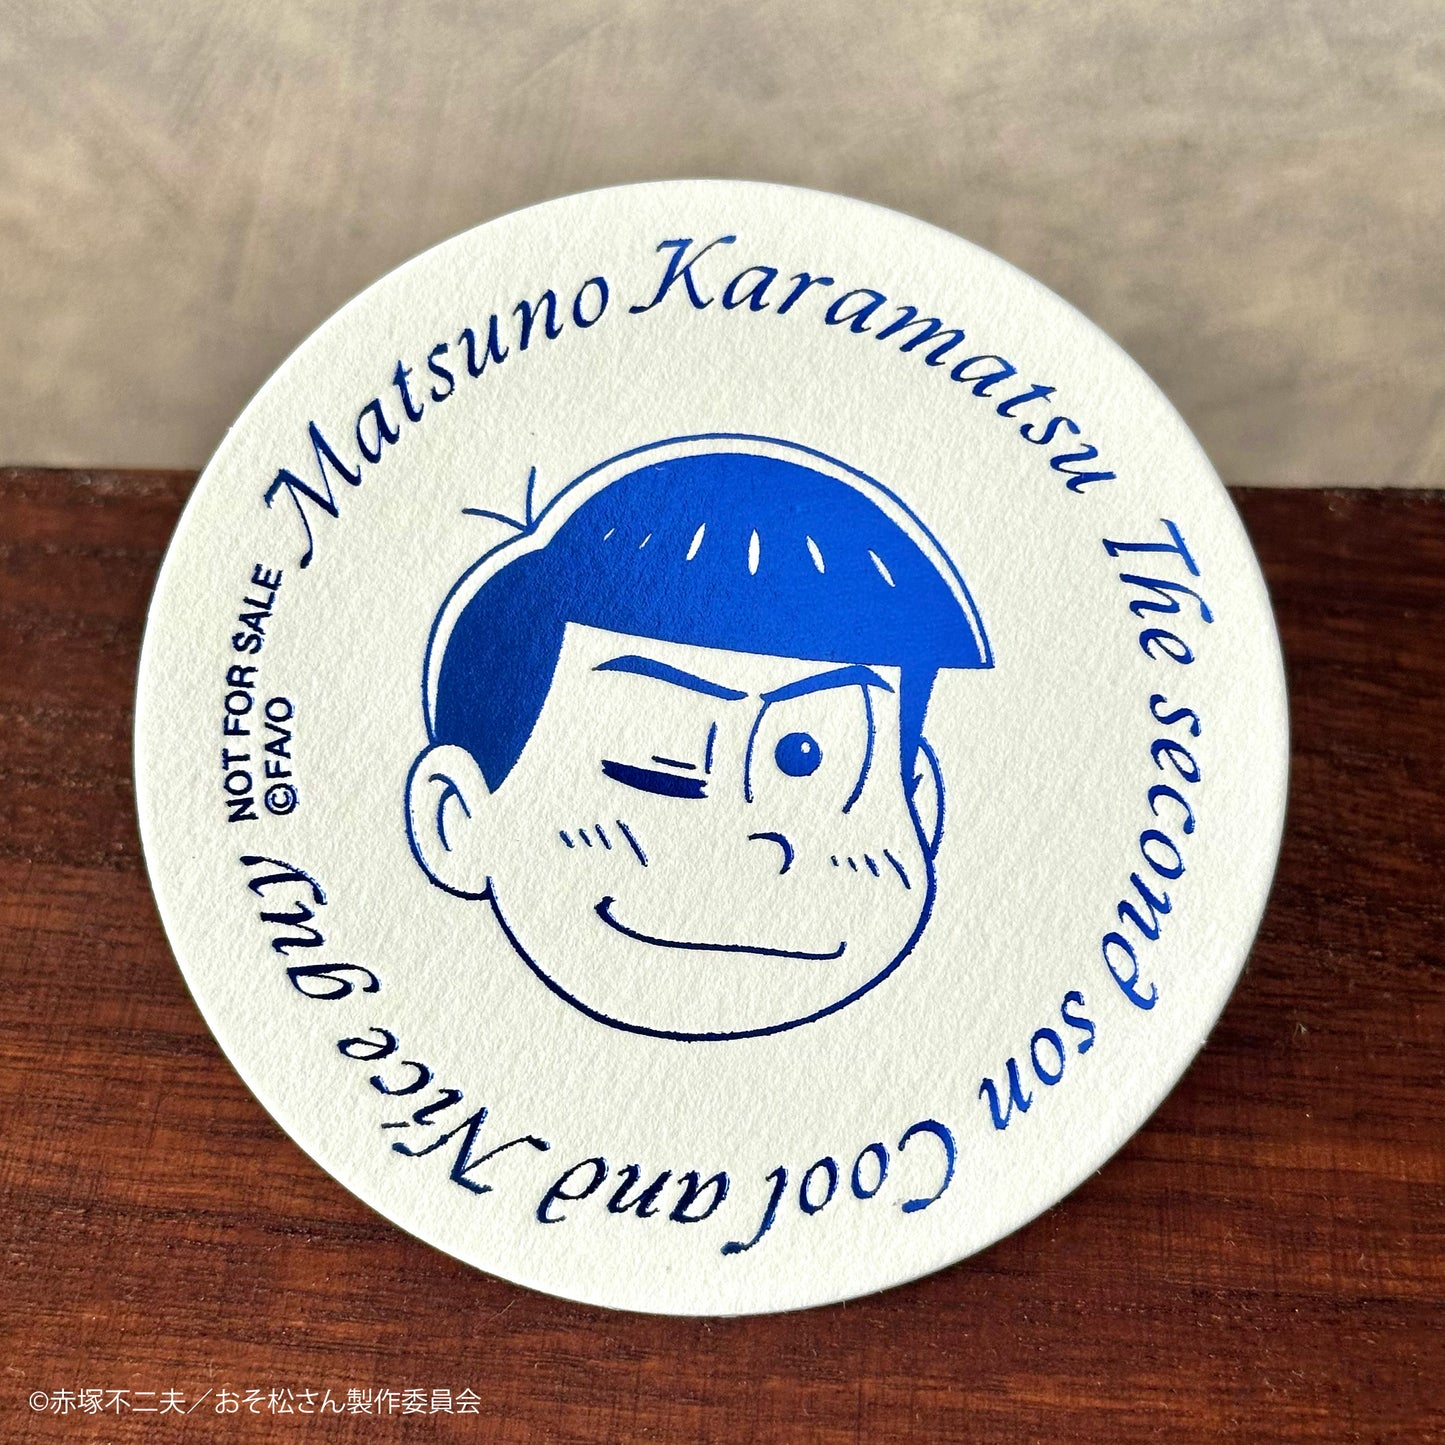 Matsuno Karamatsu The second son Cool and Nice guy
NOT FOR SALE
©FA/O
©赤塚不二夫／おそ松さん製作委員会